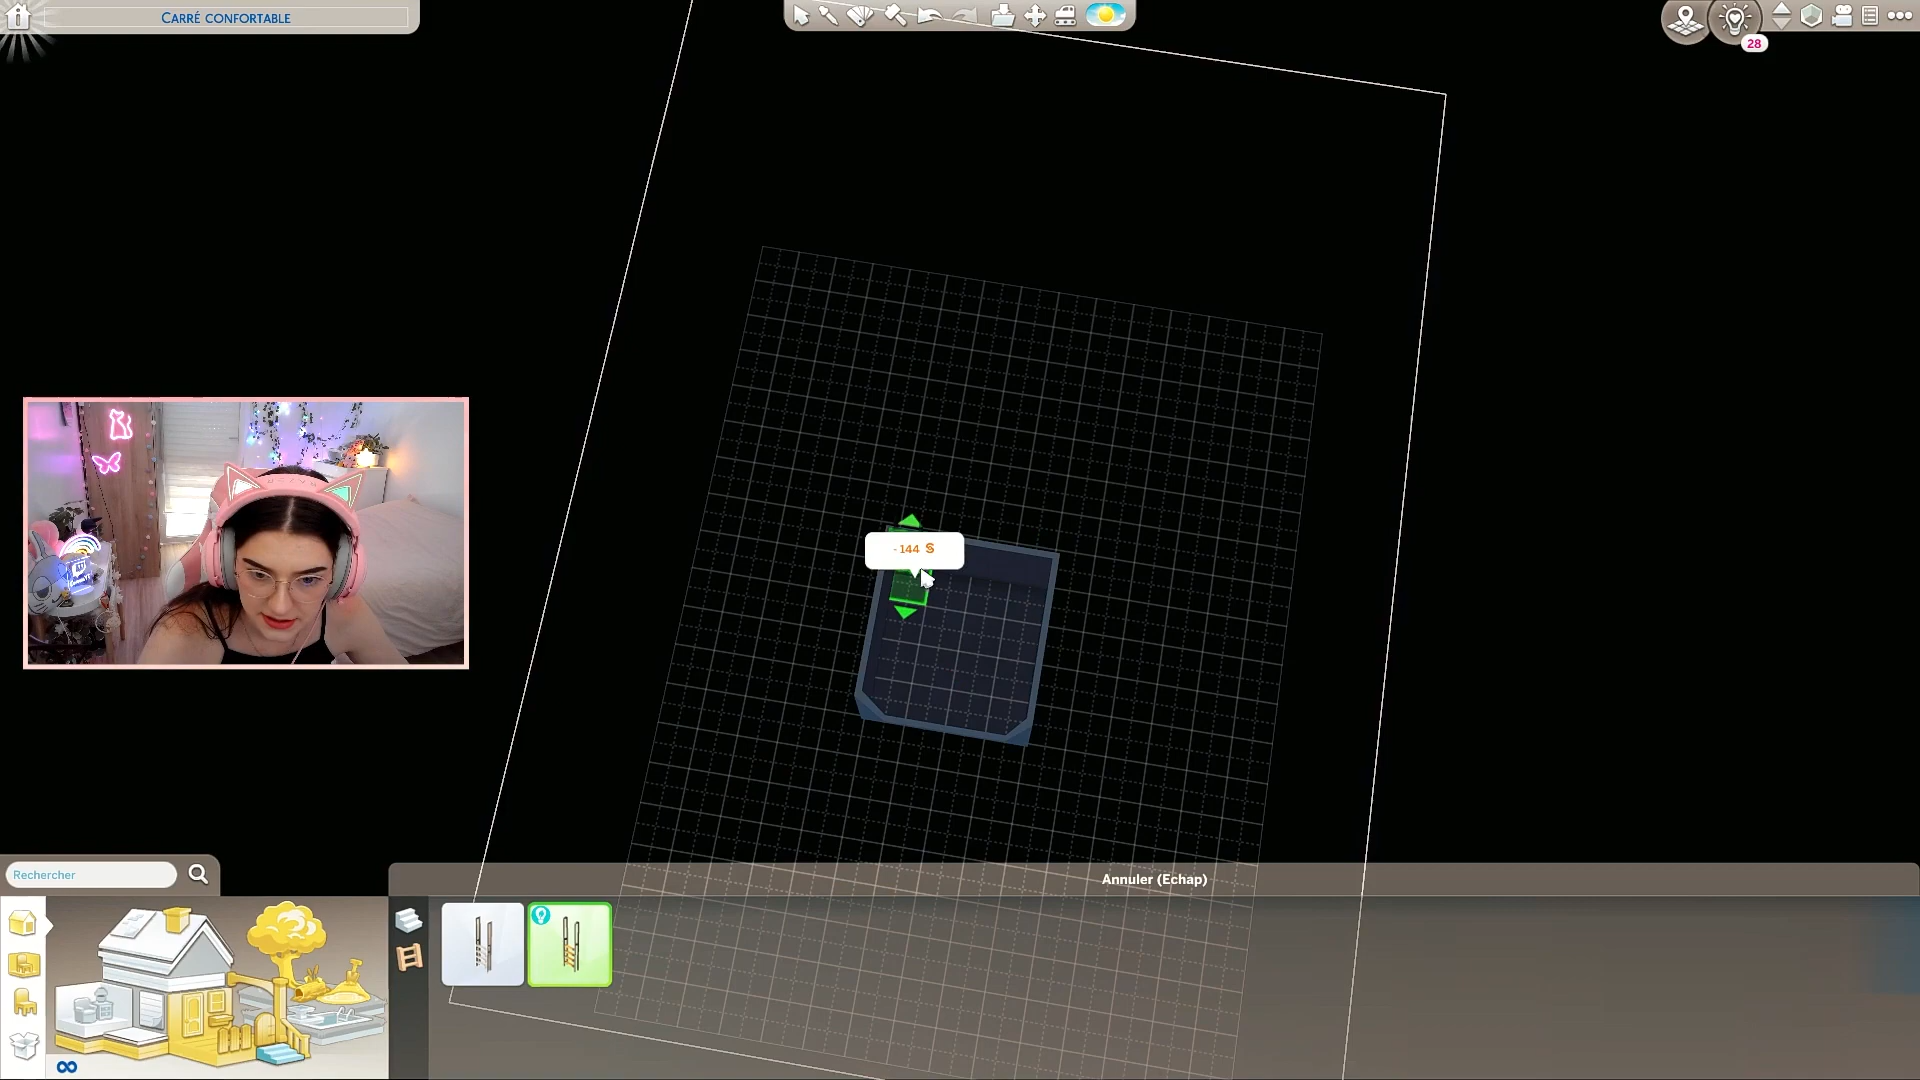 CARRÉ CONFORTABLE
28
- 144 §
Annuler (Echap)
Rechercher